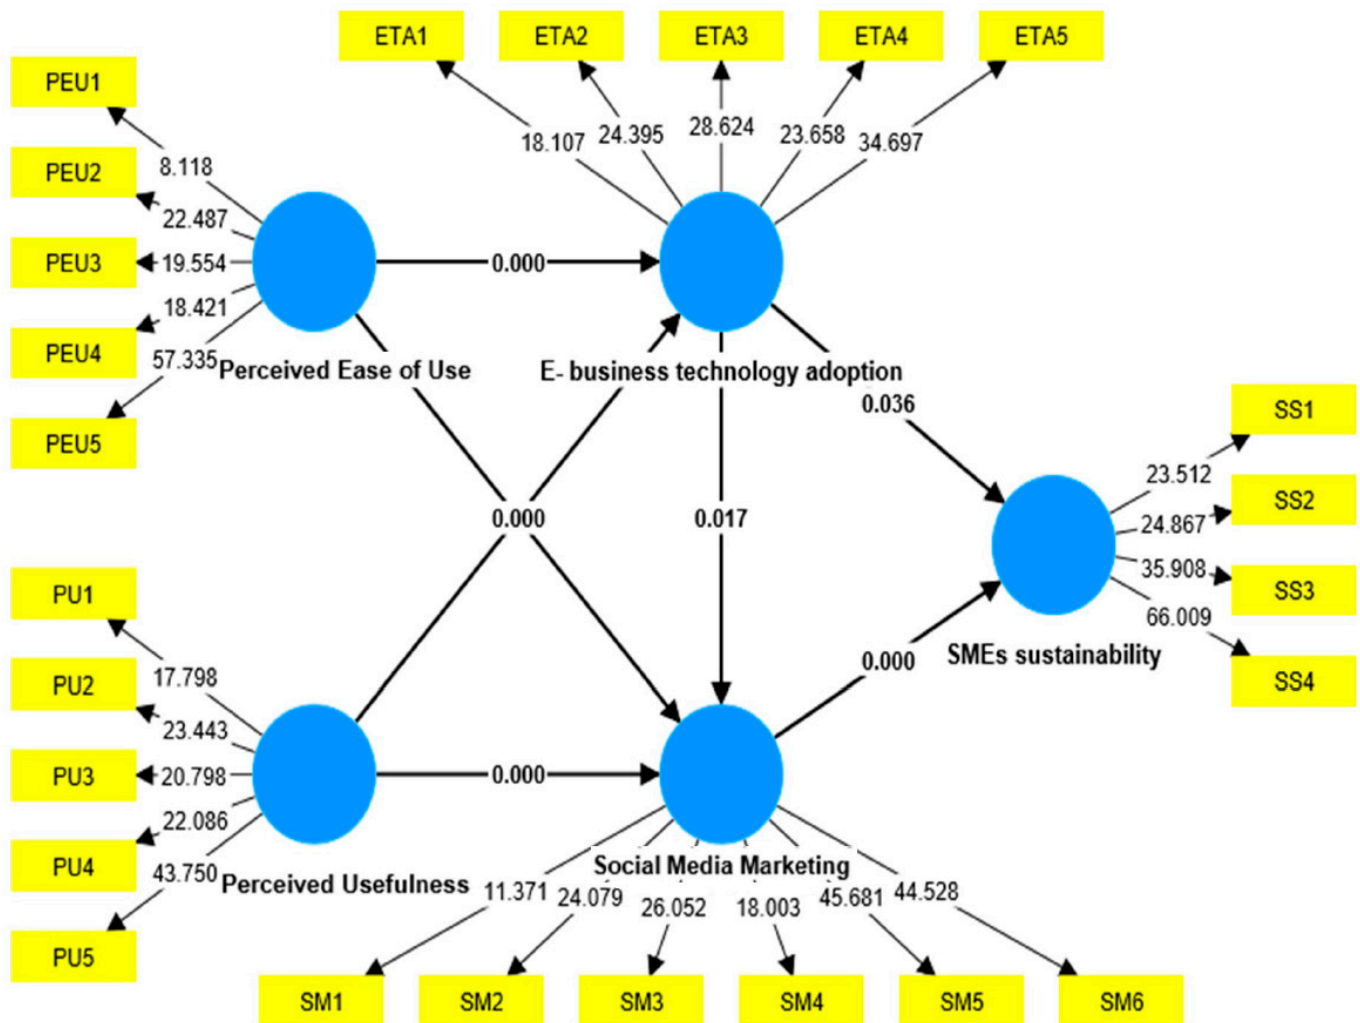 ETA1 ETA2 ETA3 ETA4 ETA5
PEU1
PEU2
PEU3
PEU4
PEU5
8.118
22.487
19.554
18.421
57.335
18.107 24.395 28.624 23.658 34.697
0.000
Perceived Ease of Use
E- business technology adoption
0.036
0.000
0.017
SS1
SS2
SS3
SS4
23.512
24.867
35.908
66.009
SMEs sustainability
0.000
PU1
PU2
PU3
PU4
PU5
17.798
23.443
20.798
22.086
43.750
0.000
Perceived Usefulness
Social Media Marketing
11.371 24.079 26.052 18.003 45.681 44.528
SM1 SM2 SM3 SM4 SM5 SM6